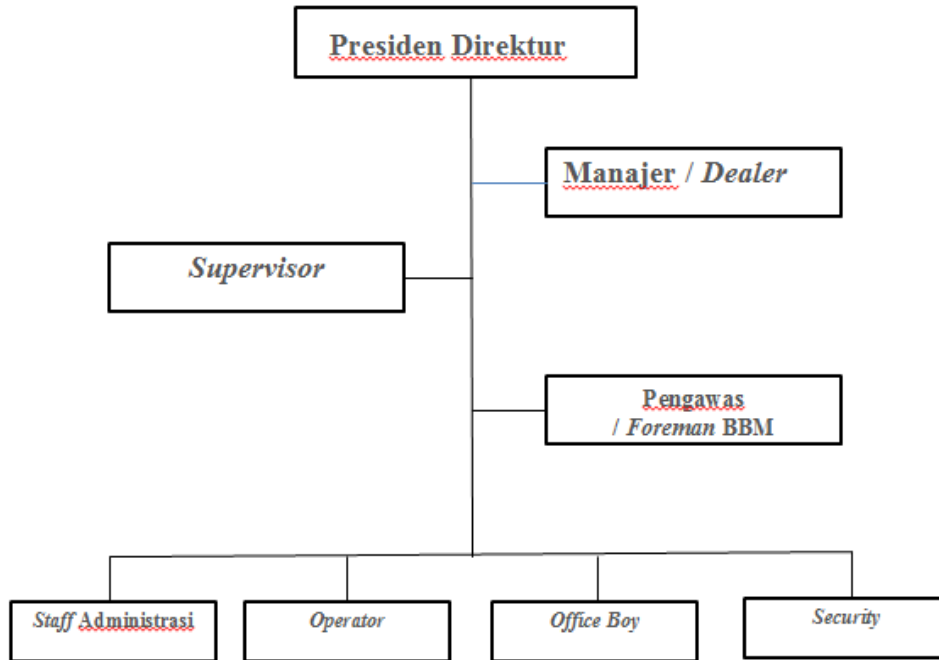 Presiden Direktur
Manajer / Dealer
Supervisor
Pengawas
/ Foreman BBM
Staff Administrasi
Operator
Office Boy
Security